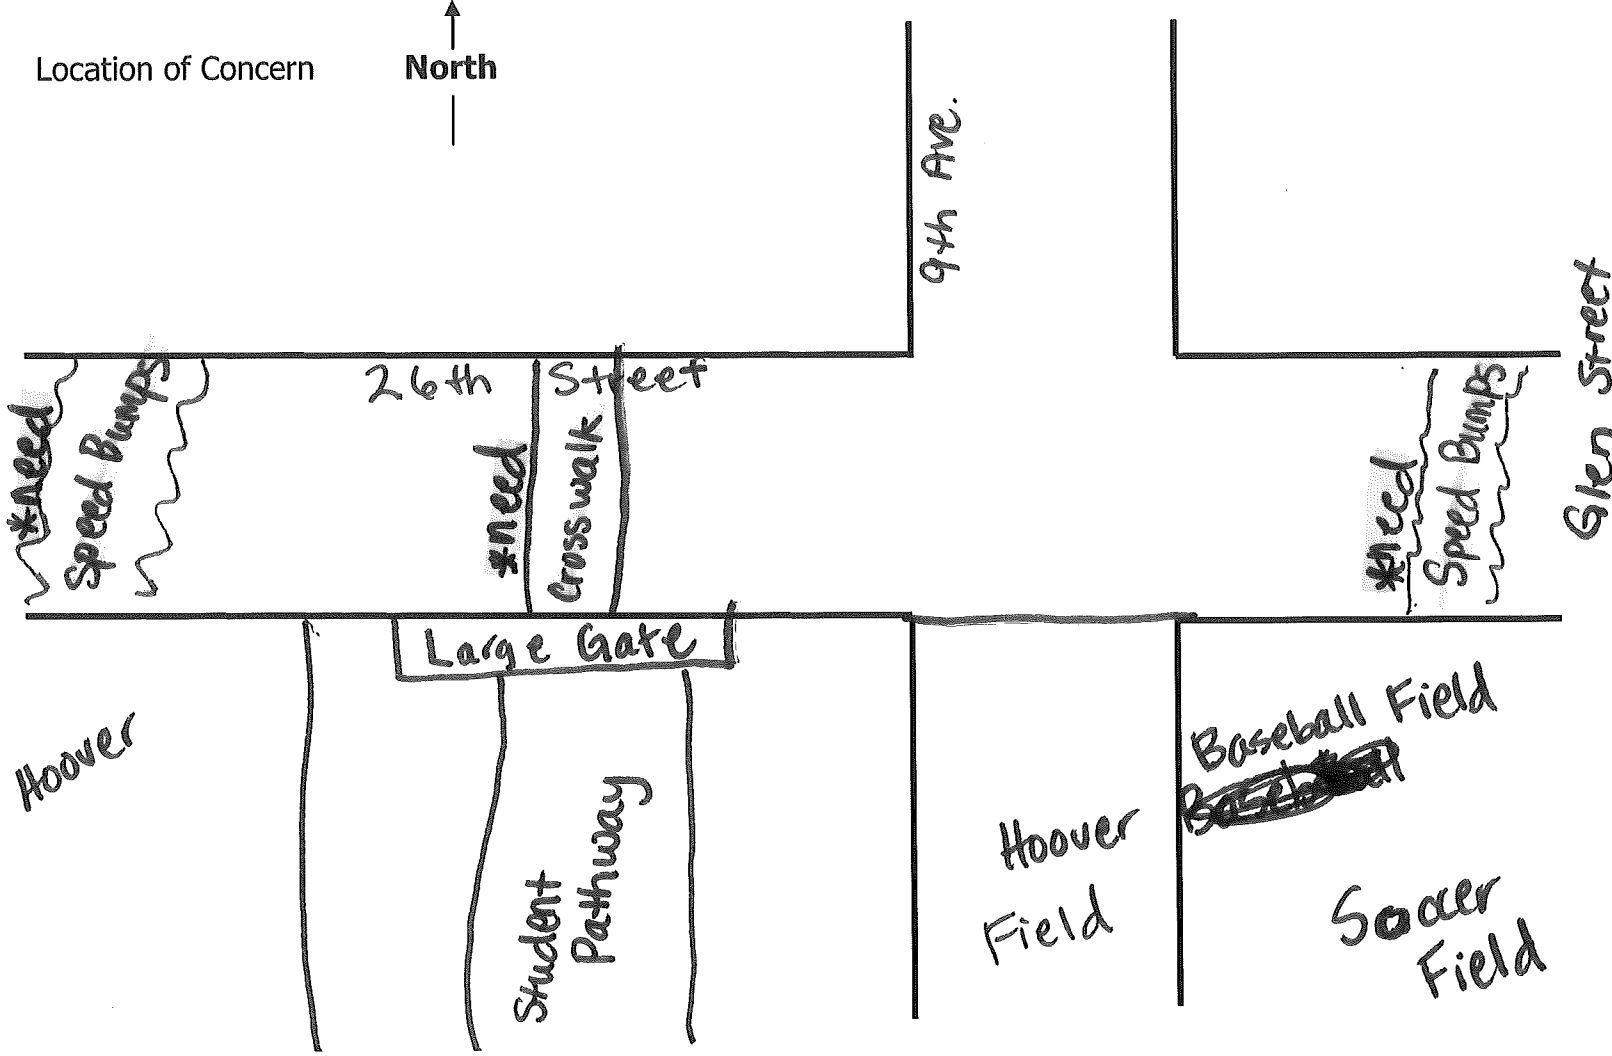 Location of Concern
North
9th Ave.
Glen Street
26th Street
*need
Speed Bumps
*need
Crosswalk
*need
Speed Bumps
Large Gate
Hoover
Student
Pathway
Hoover
Field
Baseball Field
Soccer
Field